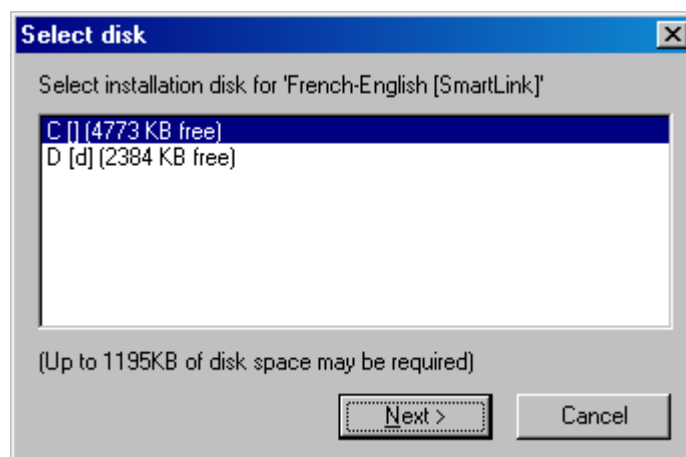 Select disk
Select installation disk for 'French-English [SmartLink]'
C [] (4773 KB free)
D [d] (2384 KB free)
(Up to 1195KB of disk space may be required)
Next >
Cancel